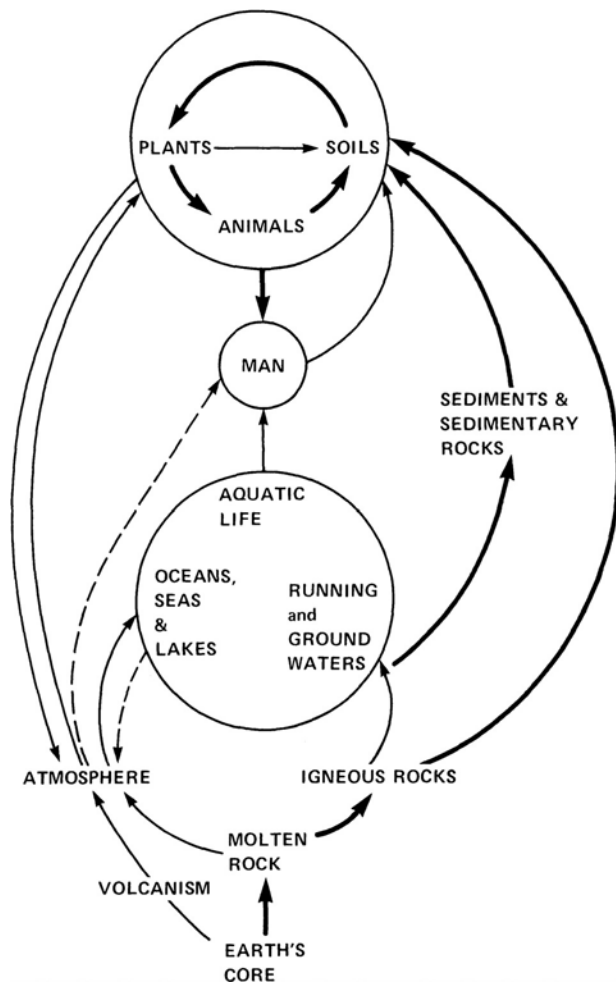 PLANTS
SOILS
ANIMALS
MAN
SEDIMENTS &
SEDIMENTARY
ROCKS
AQUATIC
LIFE
OCEANS,
SEAS
&
LAKES
RUNNING
and
GROUND
WATERS
ATMOSPHERE
IGNEOUS ROCKS
MOLTEN
ROCK
VOLCANISM
EARTH'S
CORE